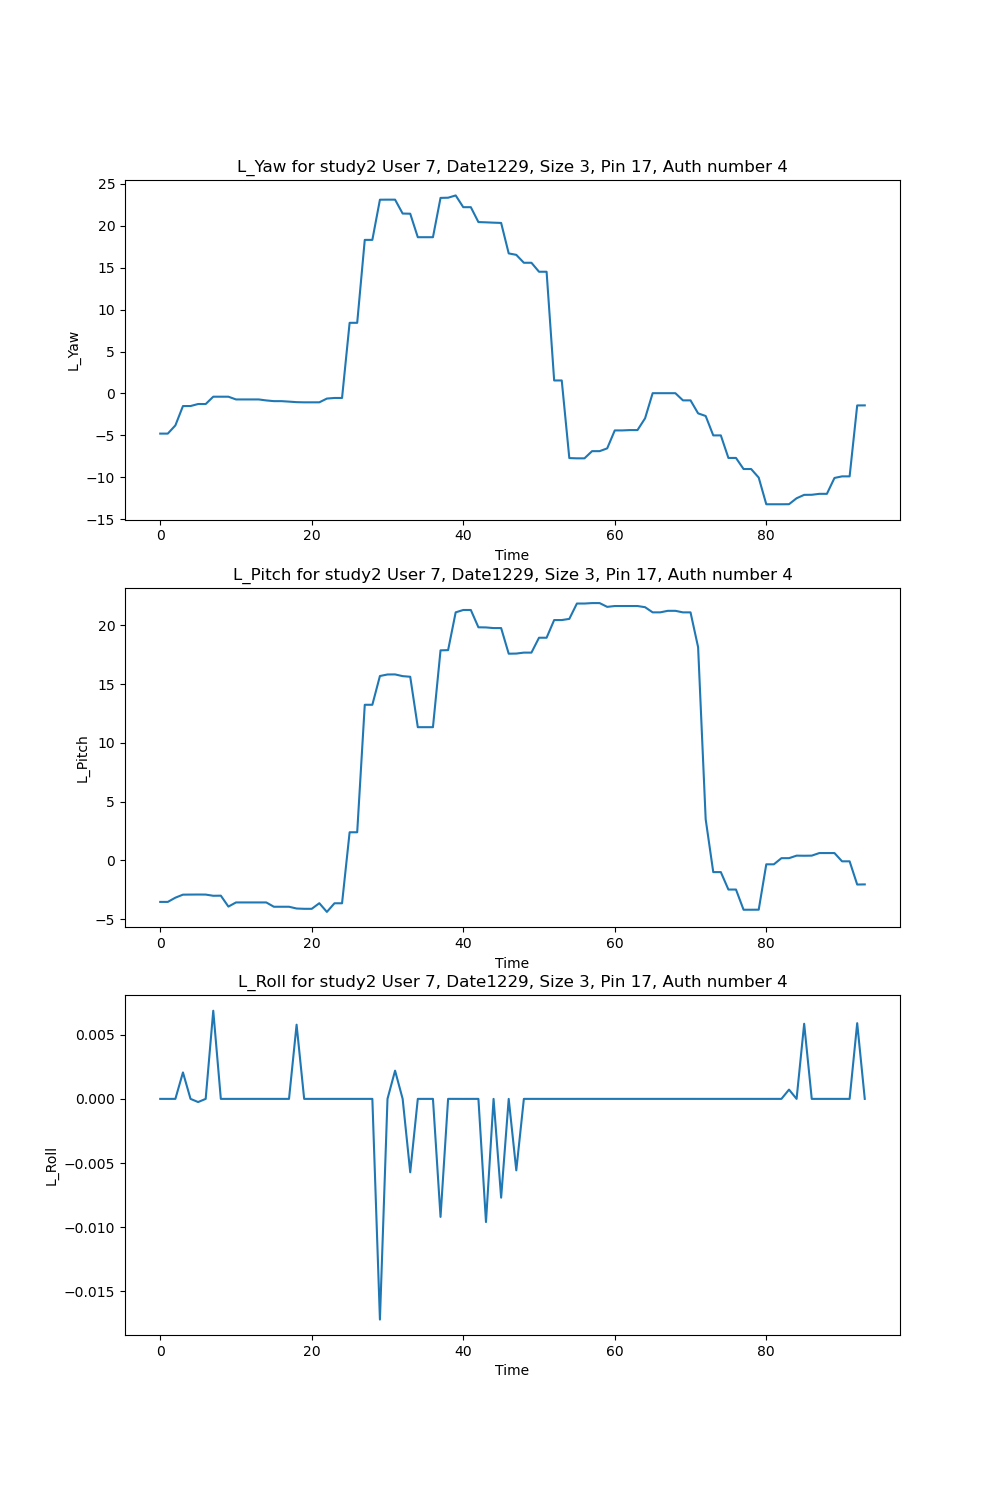 L_Yaw for study2 User 7, Date1229, Size 3, Pin 17, Auth number 4
25
20
15
10
5
0
−5
−10
−15
L_Yaw
0 20 40 60 80
Time
L_Pitch for study2 User 7, Date1229, Size 3, Pin 17, Auth number 4
20
15
10
5
0
−5
L_Pitch
0 20 40 60 80
Time
L_Roll for study2 User 7, Date1229, Size 3, Pin 17, Auth number 4
0.005
0.000
−0.005
−0.010
−0.015
L_Roll
0 20 40 60 80
Time